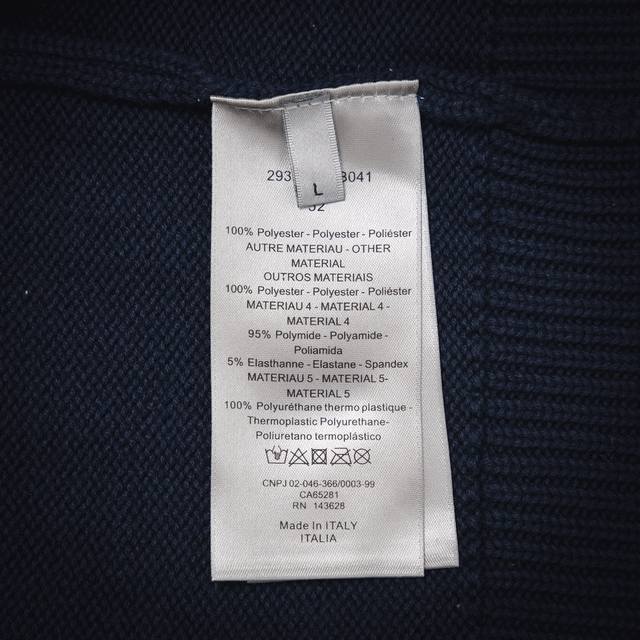 L
293 3041
52
100% Polyester - Polyester - Poliéster
AUTRE MATERIAU - OTHER
MATERIAL
OUTROS MATERIAIS
100% Polyester - Polyester - Poliéster
MATERIAU 4 - MATERIAL 4 -
MATERIAL 4
95% Polymide - Polyamide -
Poliamida
5% Elasthanne - Elastane - Spandex
MATERIAU 5 - MATERIAL 5-
MATERIAL 5
100% Polyuréthane thermo plastique -
Thermoplastic Polyurethane-
Poliuretano termoplástico
CNPJ 02-046-366/0003-99
CA65281
RN 143628
Made In ITALY
ITALIA